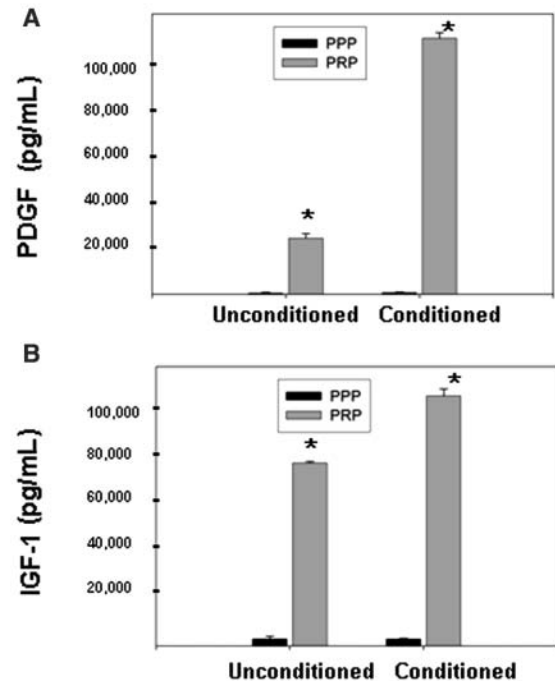 A
PDGF (pg/mL)
100,000
80,000
60,000
40,000
20,000
PPP
PRP
*
*
Unconditioned Conditioned
B
IGF-1 (pg/mL)
100,000
80,000
60,000
40,000
20,000
PPP
PRP
*
*
Unconditioned Conditioned